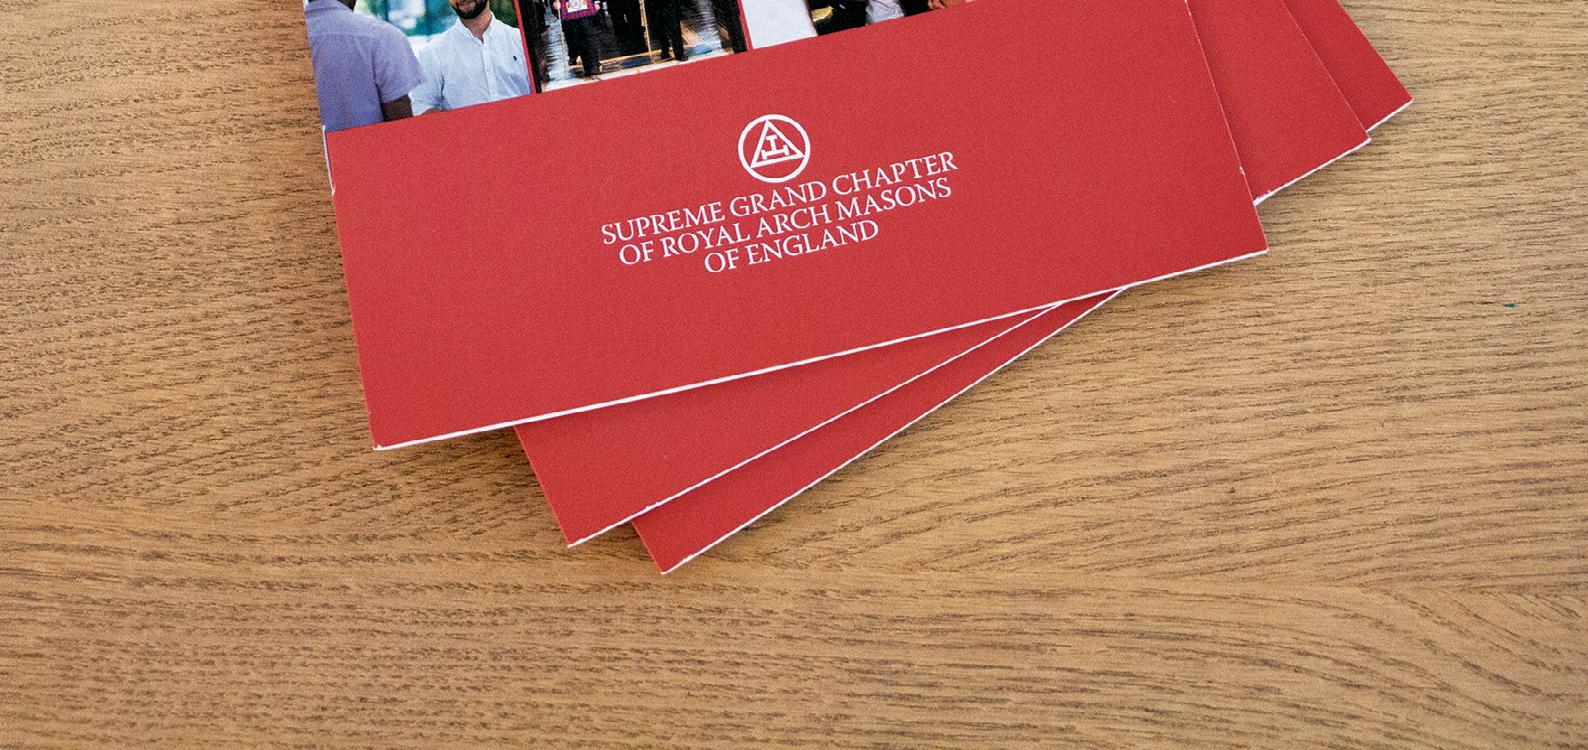 SUPREME GRAND CHAPTER
OF ROYAL ARCH MASONS
OF ENGLAND